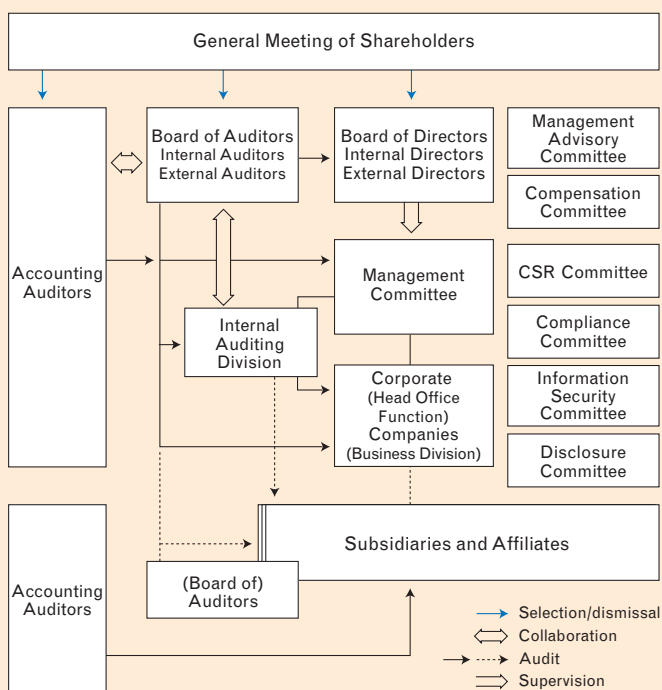 General Meeting of Shareholders
Board of Auditors
Internal Auditors
External Auditors
Board of Directors
Internal Directors
External Directors
Management
Advisory
Committee
Compensation
Committee
Accounting
Auditors
Management
Committee
CSR Committee
Internal
Auditing
Division
Compliance
Committee
Corporate
(Head Office
Function)
Companies
(Business Division)
Information
Security
Committee
Disclosure
Committee
Subsidiaries and Affiliates
Accounting
Auditors
(Board of)
Auditors
Selection/dismissal
Collaboration
Audit
Supervision